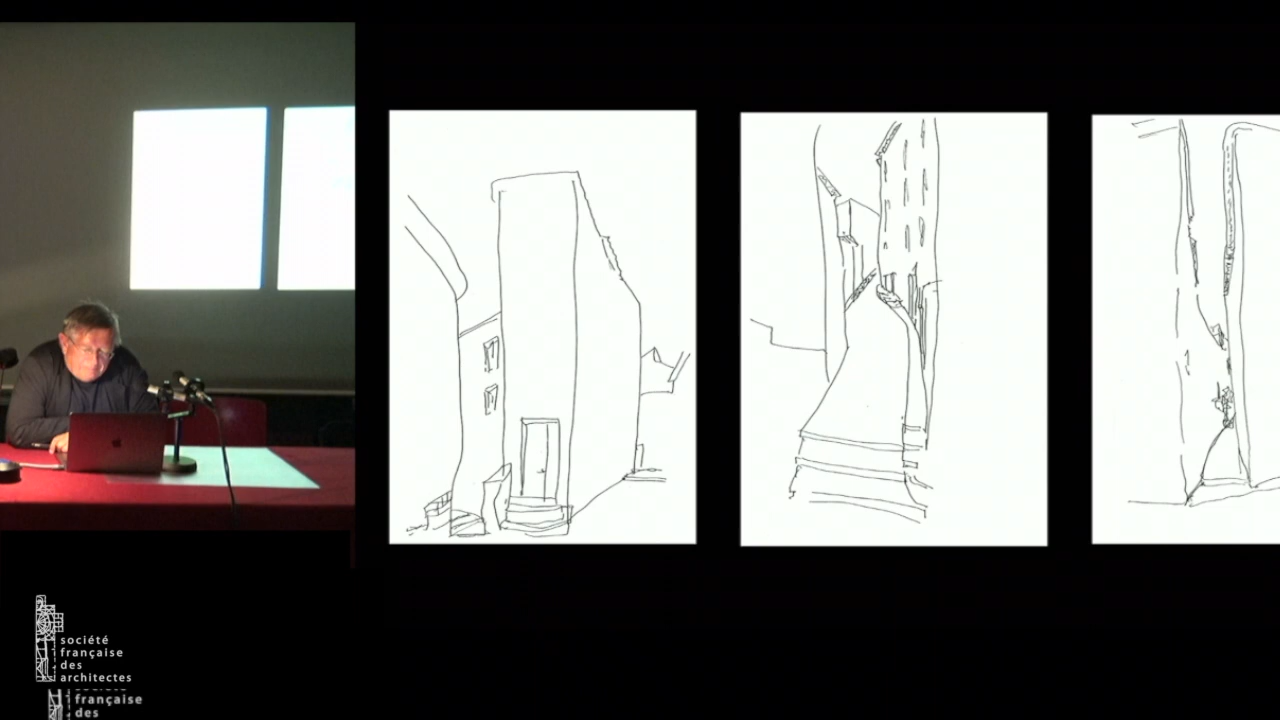 société
française
des
architectes
française
des